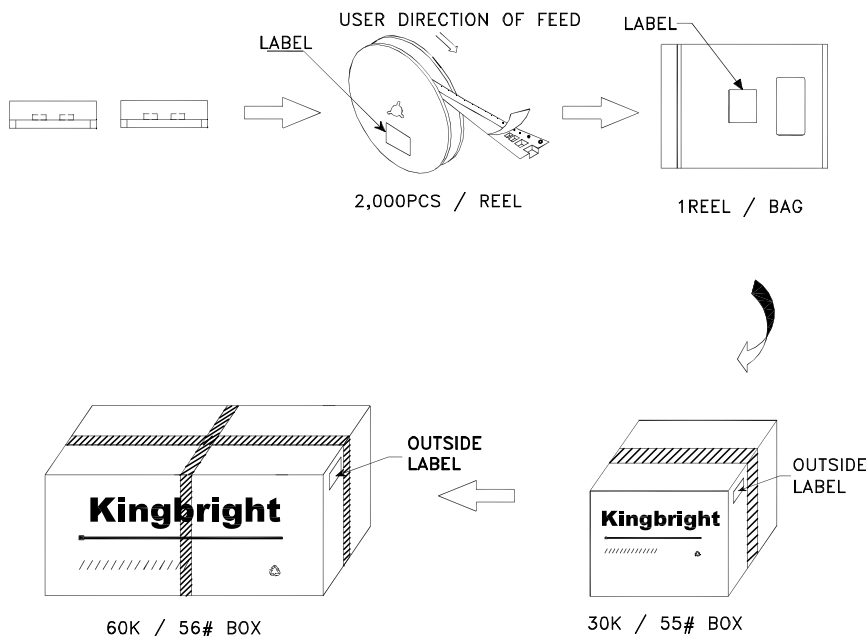 USER DIRECTION OF FEED
LABEL
LABEL
2,000PCS / REEL
1REEL / BAG
OUTSIDE
LABEL
Kingbright
60K / 56# BOX
OUTSIDE
LABEL
Kingbright
30K / 55# BOX